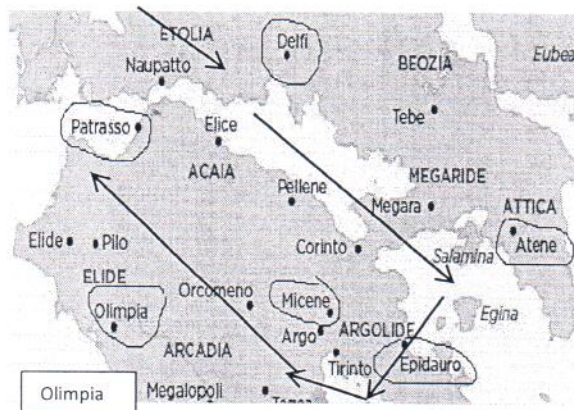 ETOLIA
Delfi
BEOZIA
Eubea
Naupatto
Tebe
Patrasso
Elice
ACAIA
MEGARIDE
Pellene
Megara
ATTICA
Atene
Elide
Pilo
Corinto
Salamina
ELIDE
Orcomeno
Micene
Egina
Olimpia
Argo
ARGOLIDE
ARCADIA
Tirinto
Epidauro
Olimpia
Megalopoli